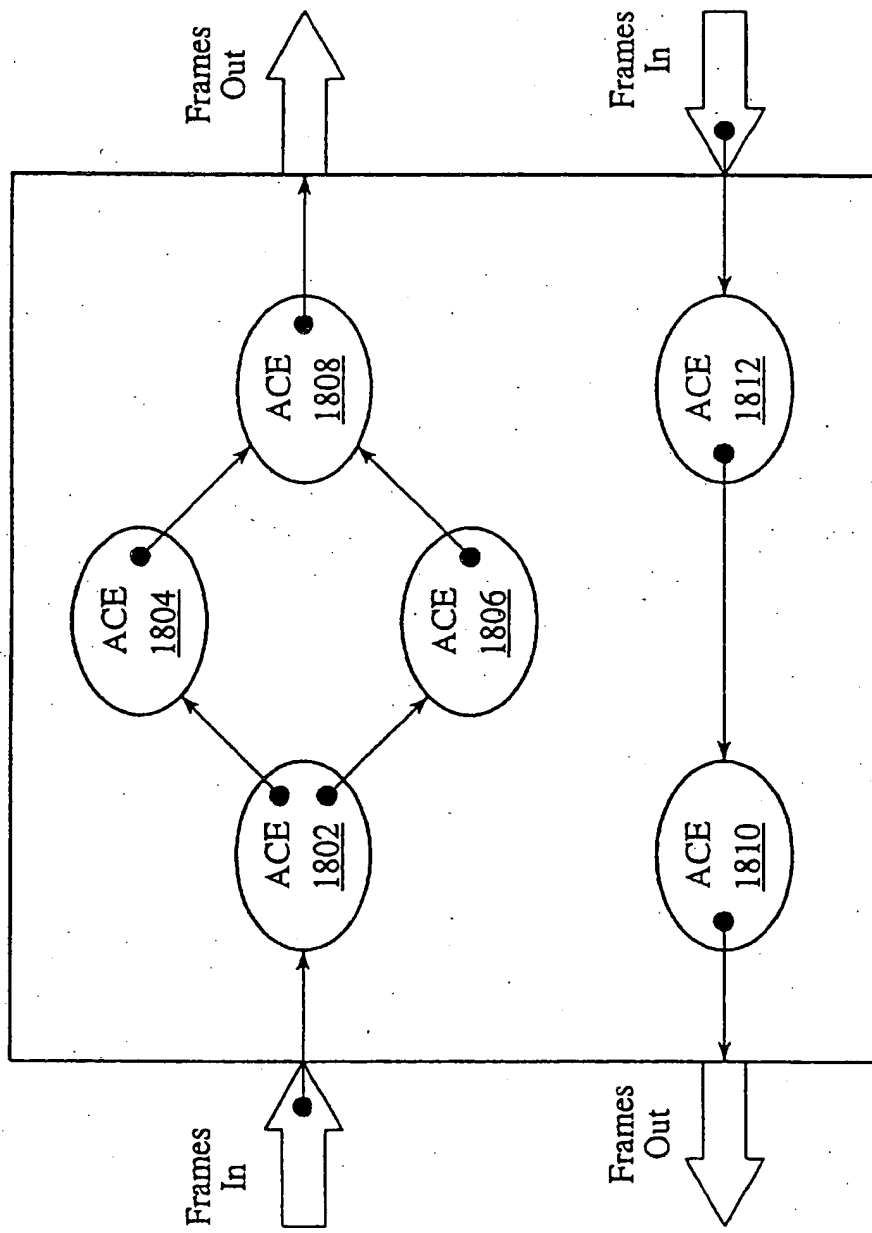 ACE
1804
Frames
In
Frames
Out
ACE
1802
ACE
1808
ACE
1806
Frames
Out
Frames
In
ACE
1810
ACE
1812